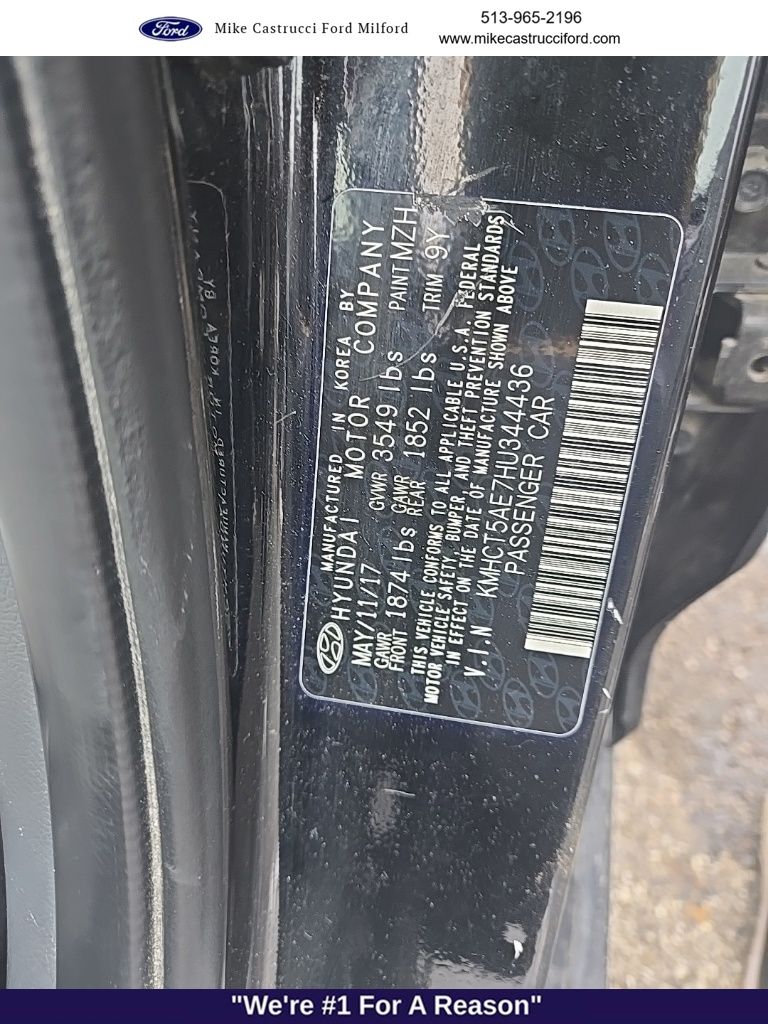 Ford
Mike Castrucci Ford Milford
513-965-2196
www.mikecastrucciford.com
MANUFACTURED IN KOREA BY
HYUNDAI MOTOR COMPANY
MAY/11/17 GVWR 3549 lbs PAINT MZH
GAWR FRONT 1874 lbs GAWR REAR 1852 lbs TRIM 9Y
THIS VEHICLE CONFORMS TO ALL APPLICABLE U.S.A. FEDERAL
MOTOR VEHICLE SAFETY, BUMPER, AND THEFT PREVENTION STANDARDS
IN EFFECT ON THE DATE OF MANUFACTURE SHOWN ABOVE
V.I.N KMHCT5AE7HU344436
PASSENGER CAR
"We're #1 For A Reason"